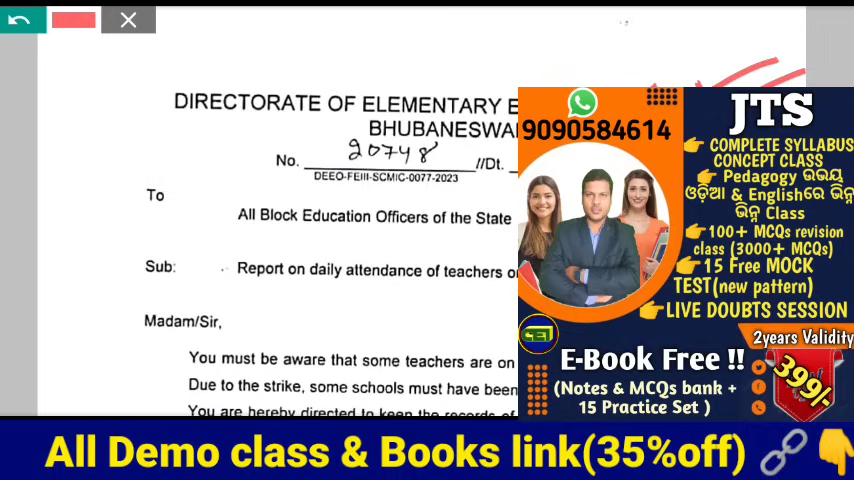 DIRECTORATE OF ELEMENTARY
BHUBANESWA
No. 20748 //Dt.
DEEO-FEIII-SCMIC-0077-2023
To
All Block Education Officers of the State
Sub: Report on daily attendance of teachers
Madam/Sir,
You must be aware that some teachers are on
Due to the strike, some schools must have been
You are hereby directed to keep the records of
9090584614
JTS
👉 COMPLETE SYLLABUS
CONCEPT CLASS
👉 Pedagogy ଉଭୟ
ଓଡ଼ିଆ & Englishରେ ଭିନ୍ନ
ଭିନ୍ନ Class
👉100+ MCQs revision
class (3000+ MCQs)
👉15 Free MOCK
TEST(new pattern)
👉LIVE DOUBTS SESSION
2years Validity
E-Book Free !!
399/-
(Notes & MCQs bank +
15 Practice Set )
All Demo class & Books link(35%off) 🔗👇